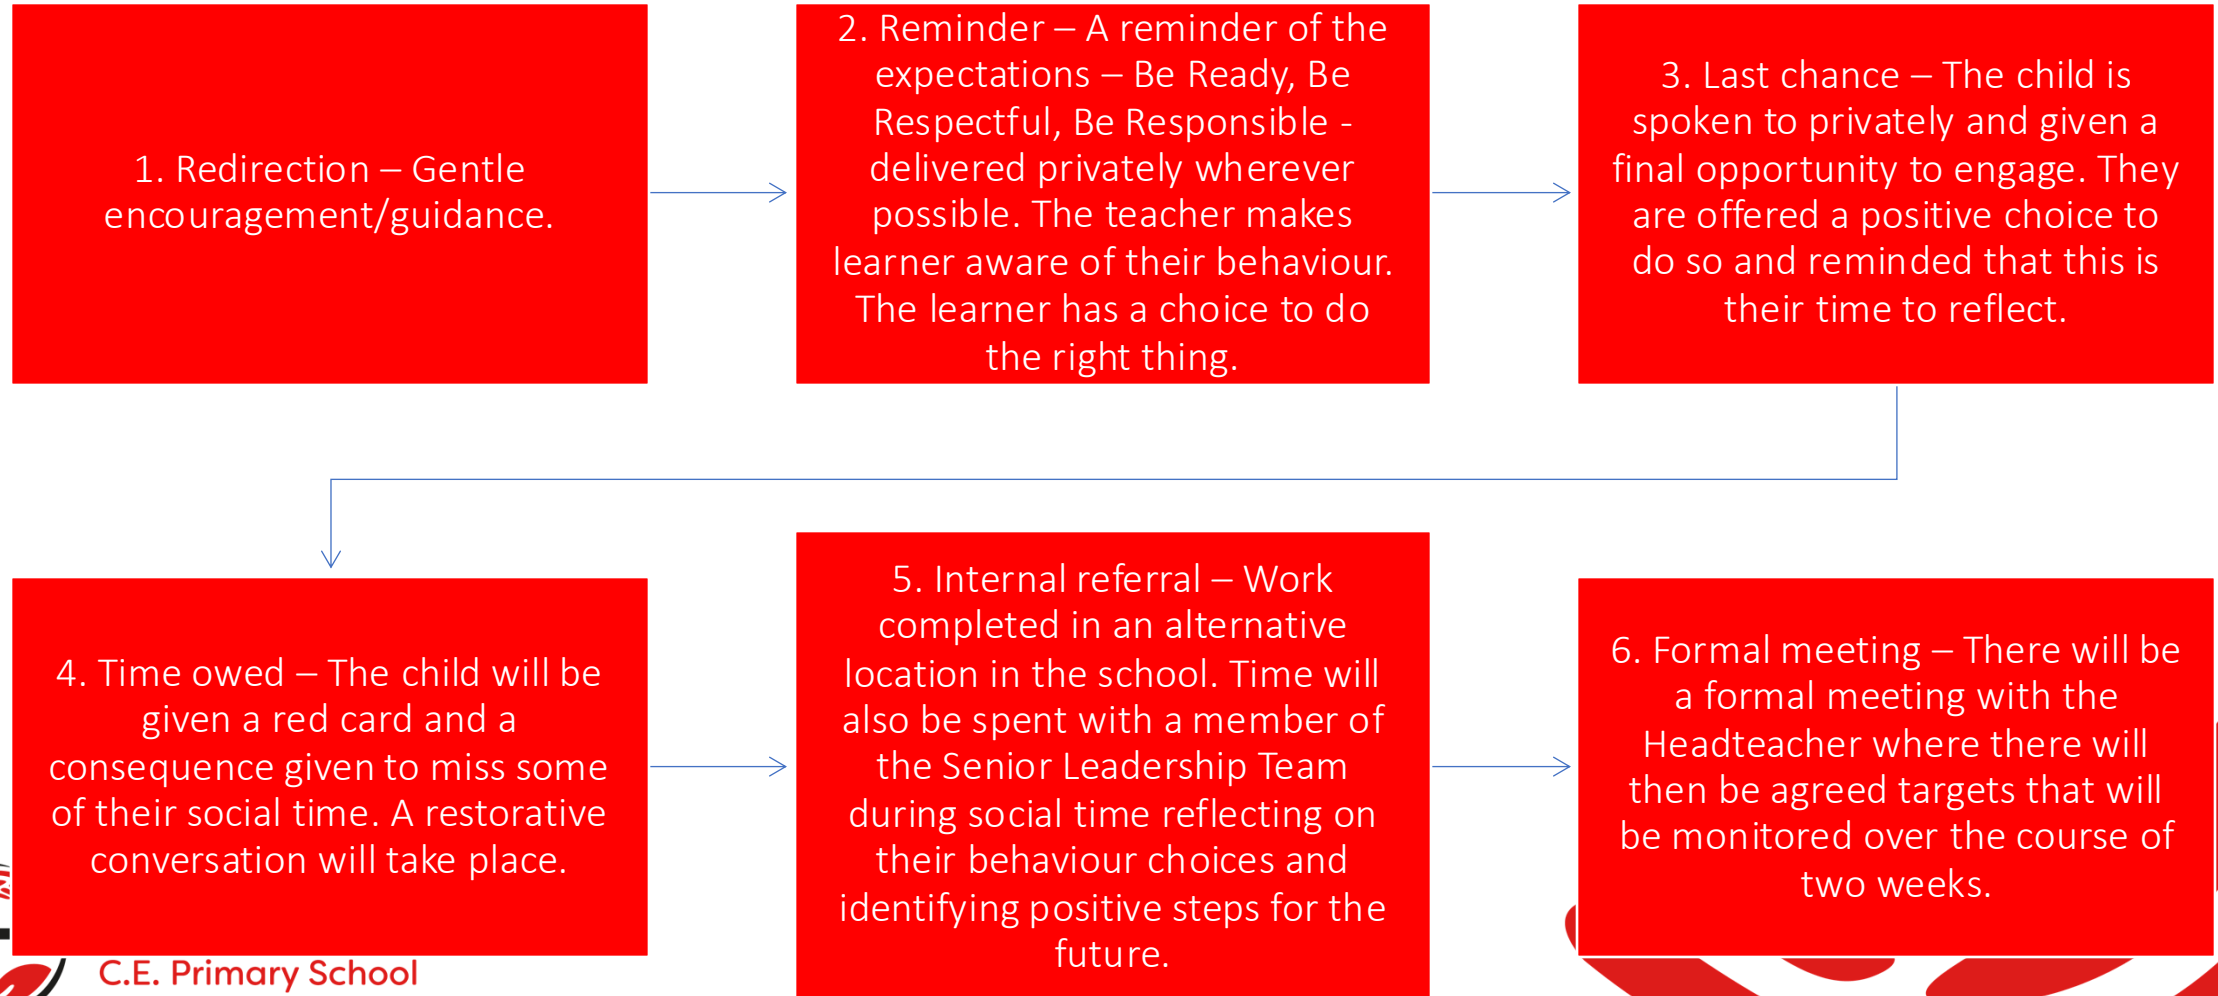 1. Redirection – Gentle
encouragement/guidance.
2. Reminder – A reminder of the
expectations – Be Ready, Be
Respectful, Be Responsible -
delivered privately wherever
possible. The teacher makes
learner aware of their behaviour.
The learner has a choice to do
the right thing.
3. Last chance – The child is
spoken to privately and given a
final opportunity to engage. They
are offered a positive choice to
do so and reminded that this is
their time to reflect.
4. Time owed – The child will be
given a red card and a
consequence given to miss some
of their social time. A restorative
conversation will take place.
5. Internal referral – Work
completed in an alternative
location in the school. Time will
also be spent with a member of
the Senior Leadership Team
during social time reflecting on
their behaviour choices and
identifying positive steps for the
future.
6. Formal meeting – There will be
a formal meeting with the
Headteacher where there will
then be agreed targets that will
be monitored over the course of
two weeks.
C.E. Primary School